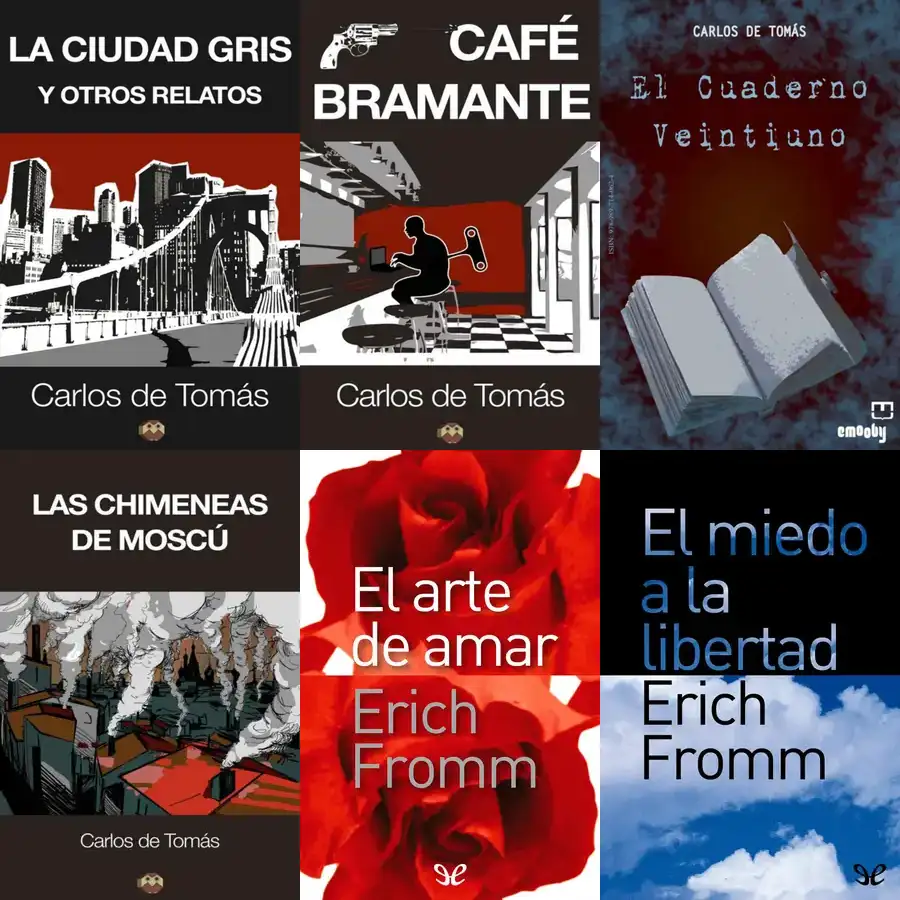 LA CIUDAD GRIS
Y OTROS RELATOS
Carlos de Tomás
CAFÉ
BRAMANTE
Carlos de Tomás
CARLOS DE TOMÁS
El Cuaderno
Veintiuno
emooby
LAS CHIMENEAS
DE MOSCÚ
Carlos de Tomás
El arte
de amar
Erich
Fromm
El miedo
a la
libertad
Erich
Fromm